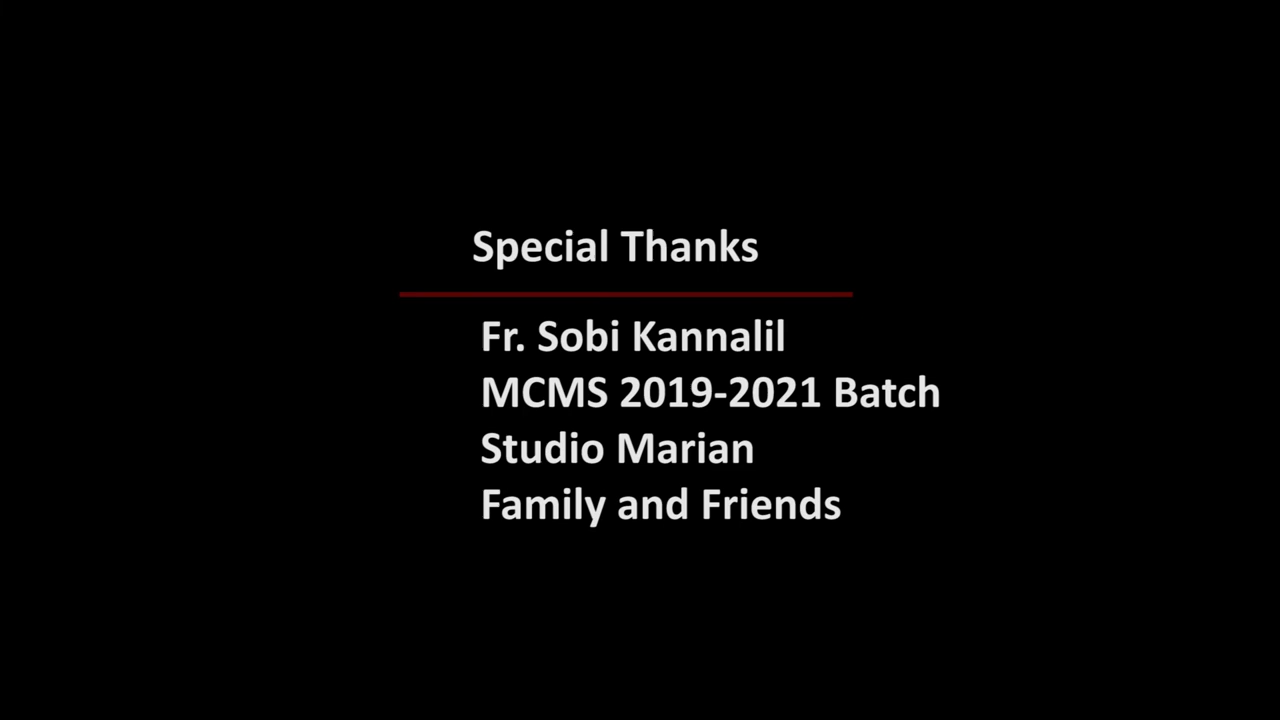 Special Thanks
Fr. Sobi Kannalil
MCMS 2019-2021 Batch
Studio Marian
Family and Friends